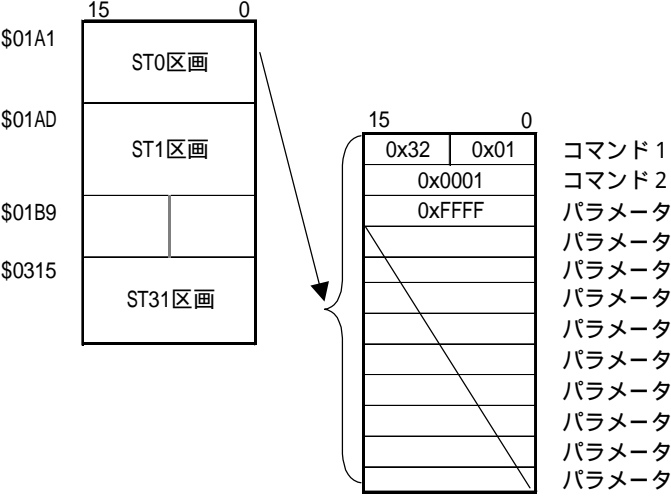 15 0
$01A1
ST0区画
$01AD
ST1区画
$01B9
$0315
ST31区画
15 0
0x32 0x01 コマンド1
0x0001 コマンド2
0xFFFF パラメータ
パラメータ
パラメータ
パラメータ
パラメータ
パラメータ
パラメータ
パラメータ
パラメータ
パラメータ